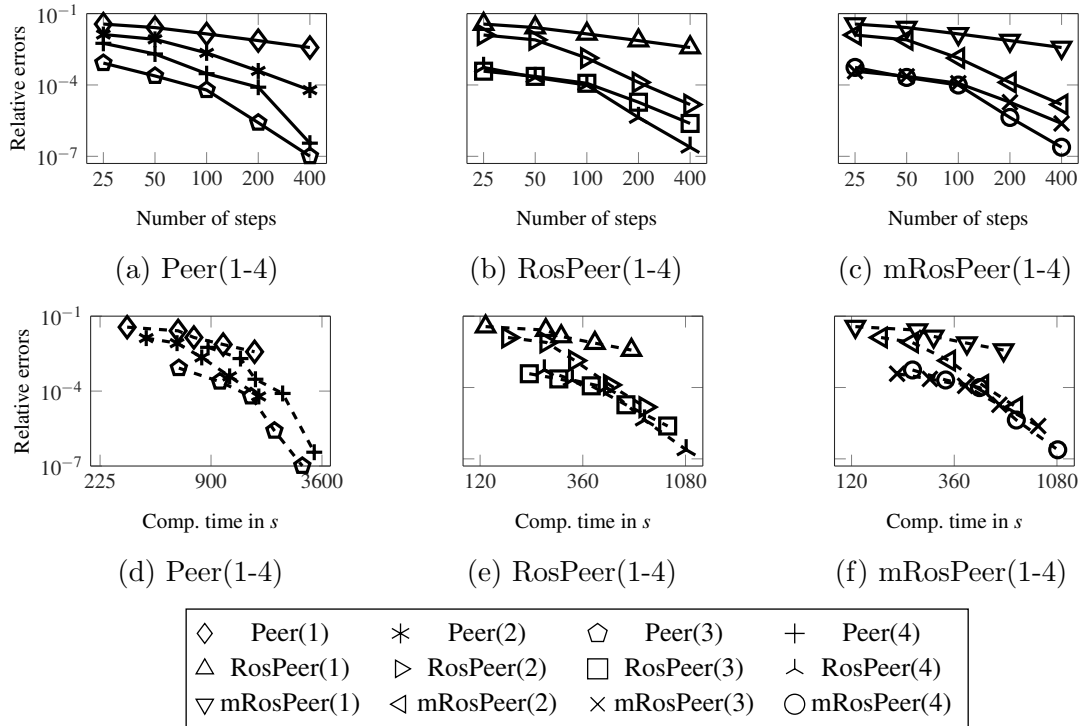 10^{-1}
10^{-4}
10^{-7}
Relative errors
25 50 100 200 400
Number of steps
(a) Peer(1-4)
25 50 100 200 400
Number of steps
(b) RosPeer(1-4)
25 50 100 200 400
Number of steps
(c) mRosPeer(1-4)
10^{-1}
10^{-4}
10^{-7}
Relative errors
225 900 3600
Comp. time in s
(d) Peer(1-4)
120 360 1080
Comp. time in s
(e) RosPeer(1-4)
120 360 1080
Comp. time in s
(f) mRosPeer(1-4)
Peer(1) Peer(2) Peer(3) Peer(4)
RosPeer(1) RosPeer(2) RosPeer(3) RosPeer(4)
mRosPeer(1) mRosPeer(2) mRosPeer(3) mRosPeer(4)